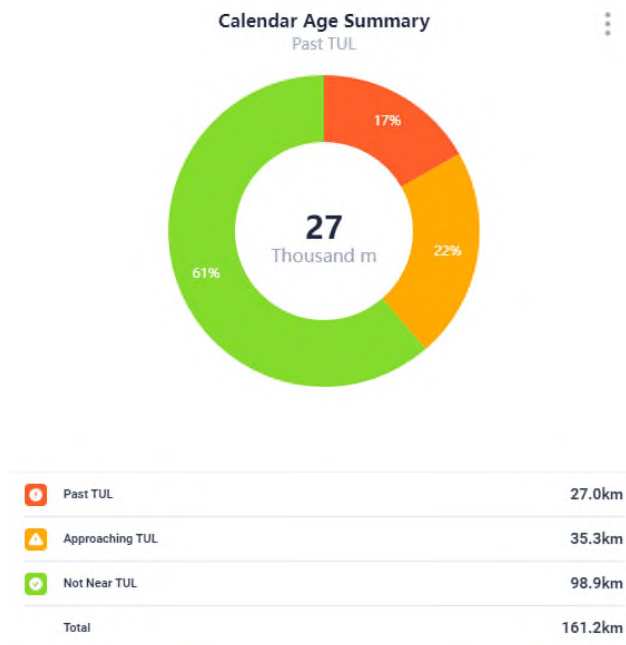 Calendar Age Summary
Past TUL
17%
22%
61%
27
Thousand m
Past TUL 27.0km
Approaching TUL 35.3km
Not Near TUL 98.9km
Total 161.2km